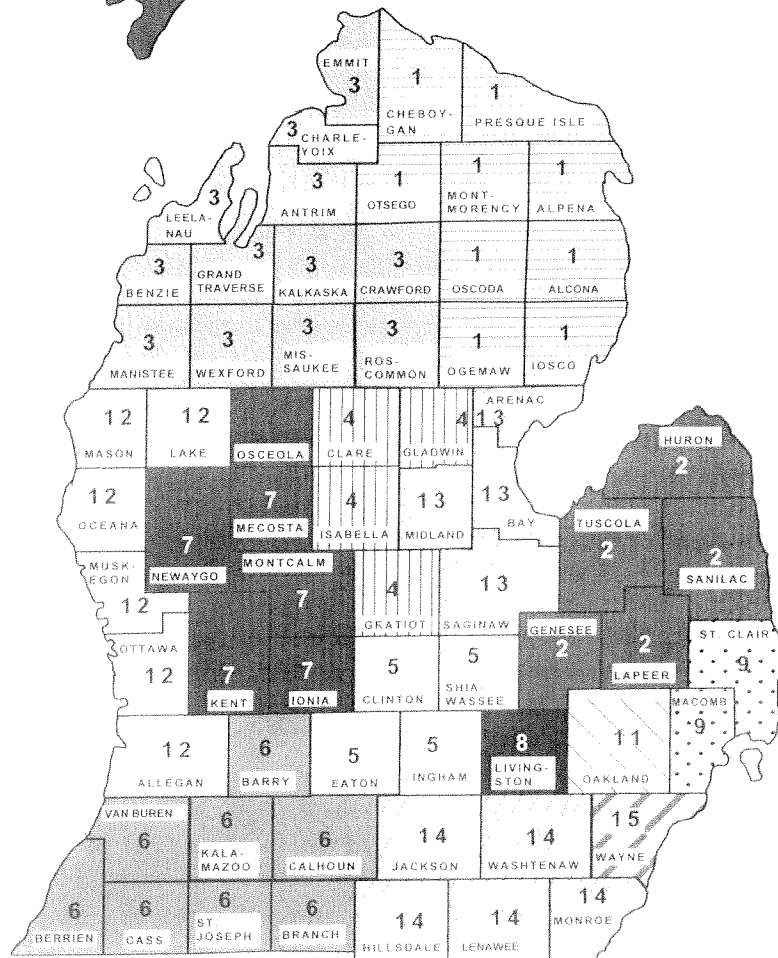 EMMIT
3
1
CHEBOY-
GAN
1
PRESQUE ISLE
3
CHARLE-
YOIX
3
ANTRIM
1
OTSEGO
1
MONT-
MORENCY
1
ALPENA
3
LEELA-
NAU
3
BENZIE
3
GRAND
TRAVERSE
3
KALKASKA
3
CRAWFORD
1
OSCODA
1
ALCONA
3
MANISTEE
3
WEXFORD
3
MIS-
SAUKEE
3
ROS-
COMMON
1
OGEMAW
1
IOSCO
12
MASON
12
LAKE
OSCEOLA
4
CLARE
4
GLADWIN
ARENAC
13
HURON
2
12
OCEANA
7
MECOSTA
4
ISABELLA
13
MIDLAND
13
BAY
TUSCOLA
2
2
SANILAC
MUSK-
EGON
12
7
NEWAYGO
MONTCALM
7
4
GRATIOT
13
SAGINAW
GENESEE
2
2
LAPEER
ST. CLAIR
9
OTTAWA
12
7
KENT
7
IONIA
5
CLINTON
5
SHIA-
WASSEE
MACOMB
9
12
ALLEGAN
6
BARRY
5
EATON
5
INGHAM
8
LIVING-
STON
11
OAKLAND
VAN BUREN
6
6
KALA-
MAZOO
6
CALHOUN
14
JACKSON
14
WASHTENAW
15
WAYNE
6
BERRIEN
6
CASS
6
ST.
JOSEPH
6
BRANCH
14
HILLSDALE
14
LENAWEE
14
MONROE